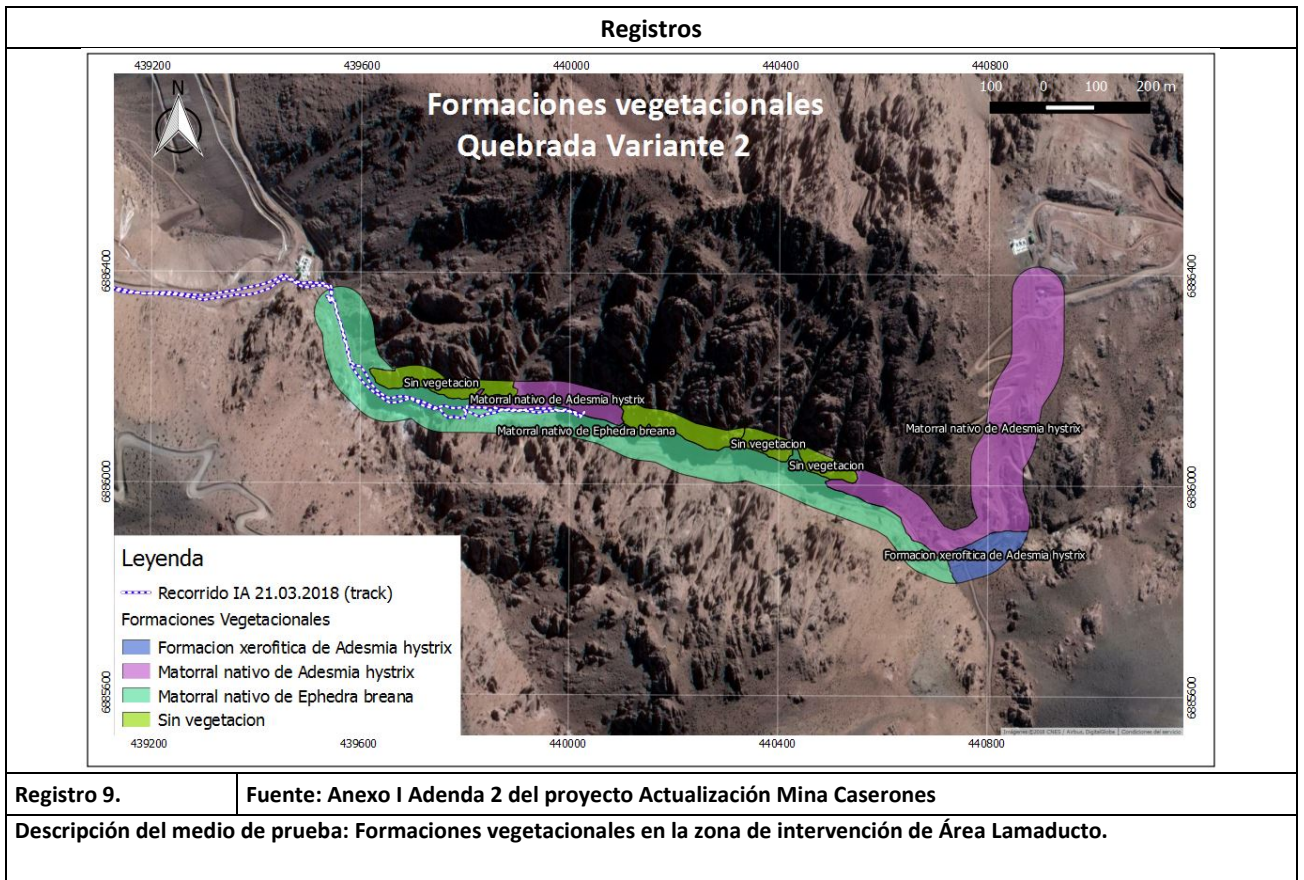 Registros
439200 439600 440000 440400 440800
N
Formaciones vegetacionales
Quebrada Variante 2
100 0 100 200 m
6886400 6886400
Sin vegetacion
Matorral nativo de Adesmia hystrix
Matorral nativo de Ephedra breana
Sin vegetacion
Sin vegetacion
Matorral nativo de Adesmia hystrix
6886000 6886000
Formacion xerofitica de Adesmia hystrix
Leyenda
Recorrido IA 21.03.2018 (track)
Formaciones Vegetacionales
Formacion xerofitica de Adesmia hystrix
Matorral nativo de Adesmia hystrix
Matorral nativo de Ephedra breana
Sin vegetacion
6885600 6885600
439200 439600 440000 440400 440800
Registro 9. Fuente: Anexo I Adenda 2 del proyecto Actualización Mina Caserones
Descripción del medio de prueba: Formaciones vegetacionales en la zona de intervención de Área Lamaducto.